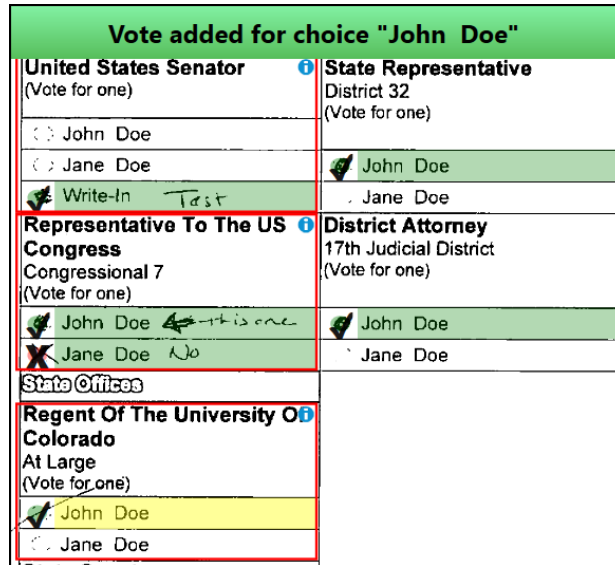 Vote added for choice "John Doe"
United States Senator
(Vote for one)
John Doe
Jane Doe
Write-In Test
Representative To The US
Congress
Congressional 7
(Vote for one)
John Doe this one
Jane Doe No
State Offices
Regent Of The University O
Colorado
At Large
(Vote for one)
John Doe
Jane Doe
State Representative
District 32
(Vote for one)
John Doe
Jane Doe
District Attorney
17th Judicial District
(Vote for one)
John Doe
Jane Doe